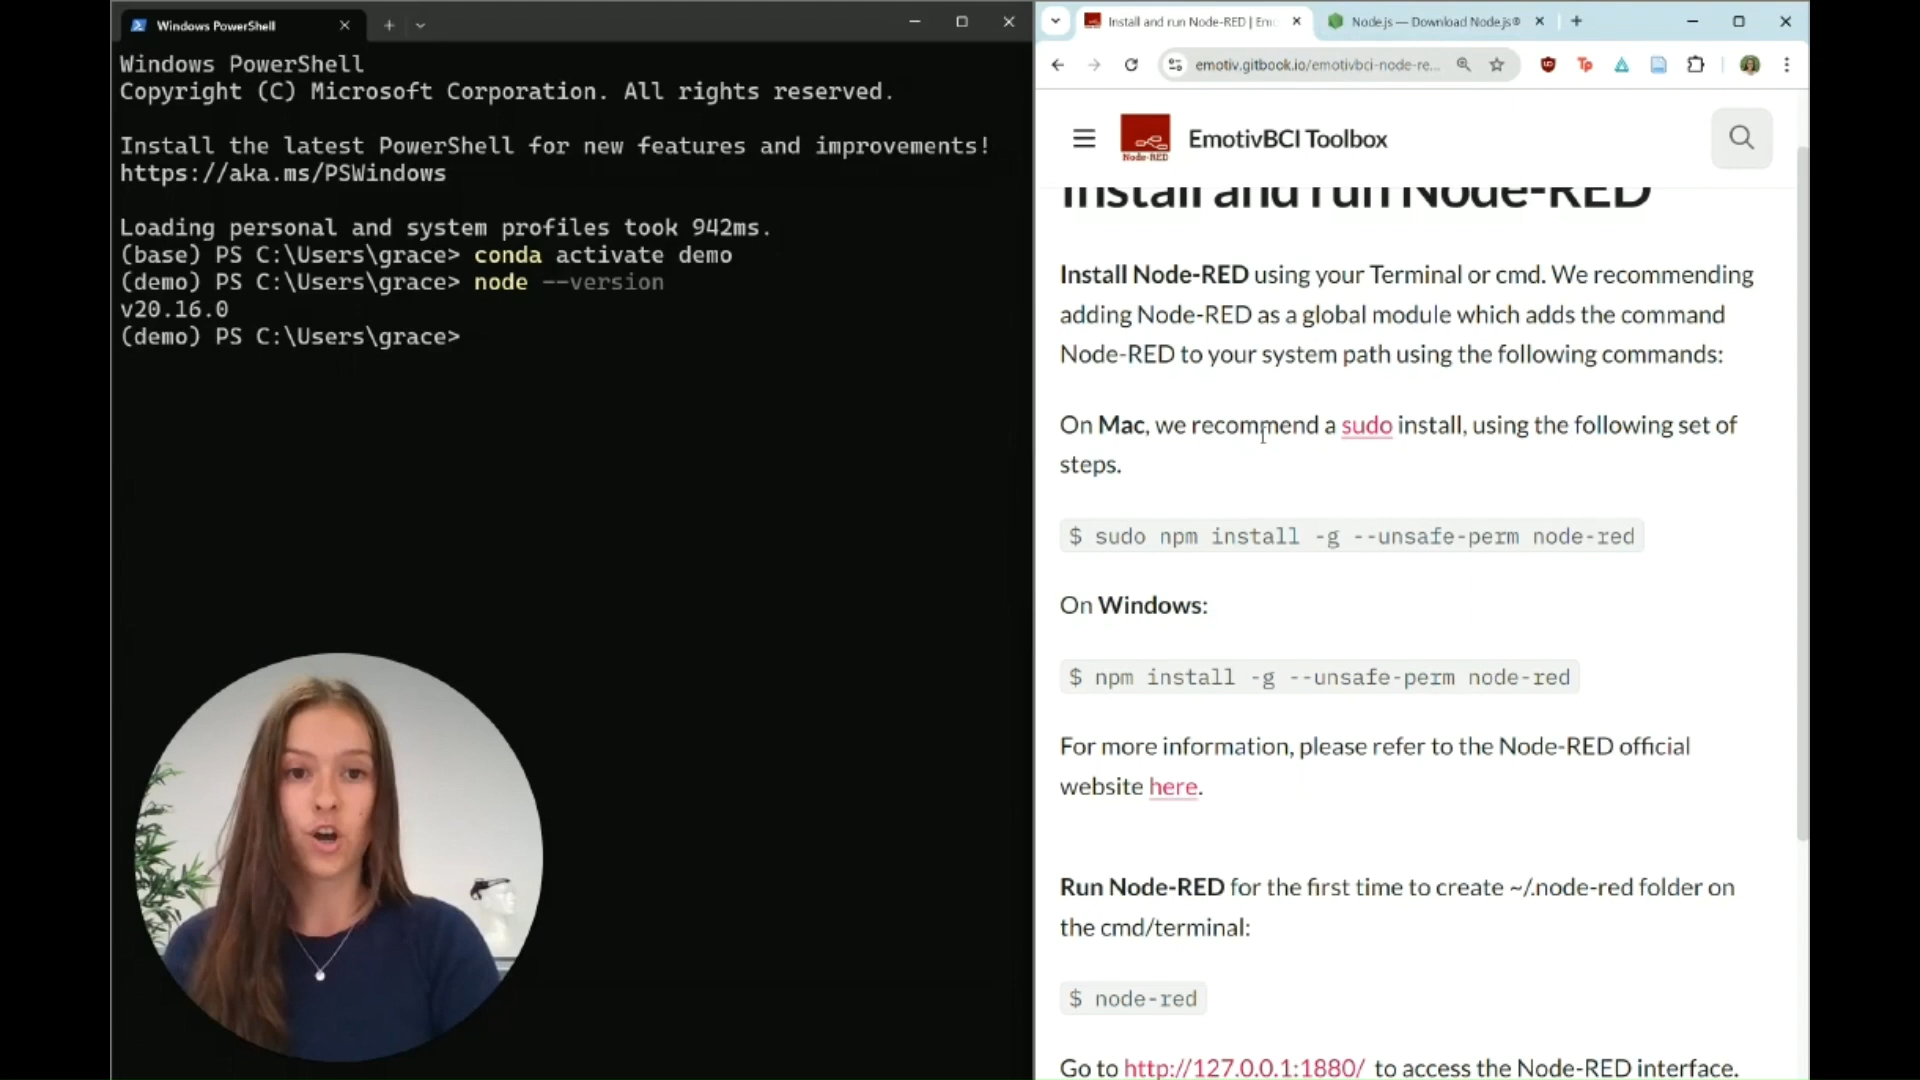 Windows PowerShell
Windows PowerShell
Copyright (C) Microsoft Corporation. All rights reserved.
Install the latest PowerShell for new features and improvements!
https://aka.ms/PSWindows
Loading personal and system profiles took 942ms.
(base) PS C:\Users\grace> conda activate demo
(demo) PS C:\Users\grace> node --version
v20.16.0
(demo) PS C:\Users\grace>
Install and run Node-RED | Emo
Node.js — Download Node.js®
emotiv.gitbook.io/emotivbci-node-re...
Node-RED
EmotivBCI Toolbox
Install and run Node-RED
Install Node-RED using your Terminal or cmd. We recommending
adding Node-RED as a global module which adds the command
Node-RED to your system path using the following commands:
On Mac, we recommend a sudo install, using the following set of
steps.
$ sudo npm install -g --unsafe-perm node-red
On Windows:
$ npm install -g --unsafe-perm node-red
For more information, please refer to the Node-RED official
website here.
Run Node-RED for the first time to create ~/.node-red folder on
the cmd/terminal:
$ node-red
Go to http://127.0.0.1:1880/ to access the Node-RED interface.